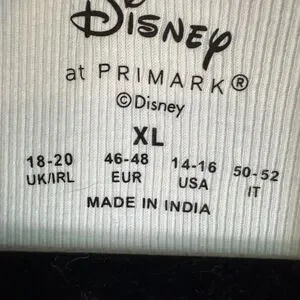 Disney
at PRIMARK®
©Disney
XL
18-20 46-48 14-16 50-52
UK/IRL EUR USA IT
MADE IN INDIA